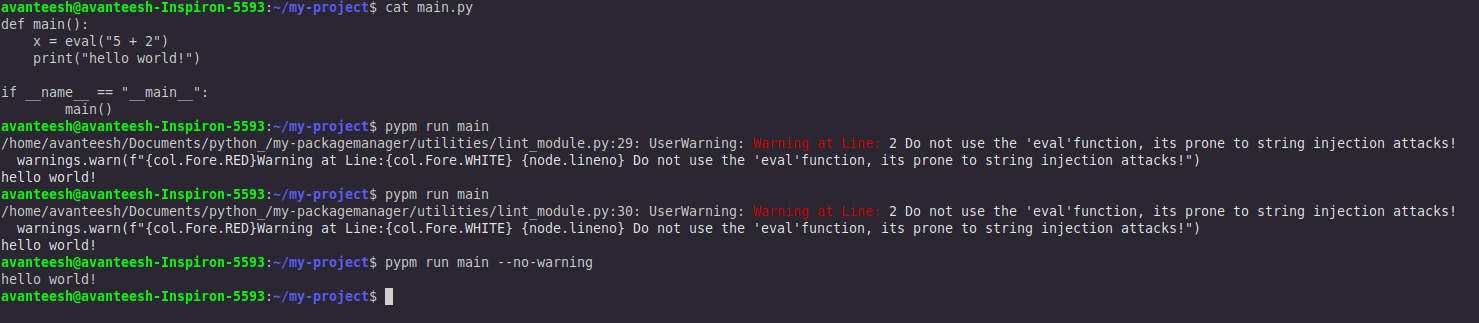 avanteesh@avanteesh-Inspiron-5593:~/my-project$ cat main.py
def main():
    x = eval("5 + 2")
    print("hello world!")

if __name__ == "__main__":
        main()
avanteesh@avanteesh-Inspiron-5593:~/my-project$ pypm run main
/home/avanteesh/Documents/python_/my-packagemanager/utilities/lint_module.py:29: UserWarning: Warning at Line: 2 Do not use the 'eval'function, its prone to string injection attacks!
  warnings.warn(f"{col.Fore.RED}Warning at Line:{col.Fore.WHITE} {node.lineno} Do not use the 'eval'function, its prone to string injection attacks!")
hello world!
avanteesh@avanteesh-Inspiron-5593:~/my-project$ pypm run main
/home/avanteesh/Documents/python_/my-packagemanager/utilities/lint_module.py:30: UserWarning: Warning at Line: 2 Do not use the 'eval'function, its prone to string injection attacks!
  warnings.warn(f"{col.Fore.RED}Warning at Line:{col.Fore.WHITE} {node.lineno} Do not use the 'eval'function, its prone to string injection attacks!")
hello world!
avanteesh@avanteesh-Inspiron-5593:~/my-project$ pypm run main --no-warning
hello world!
avanteesh@avanteesh-Inspiron-5593:~/my-project$